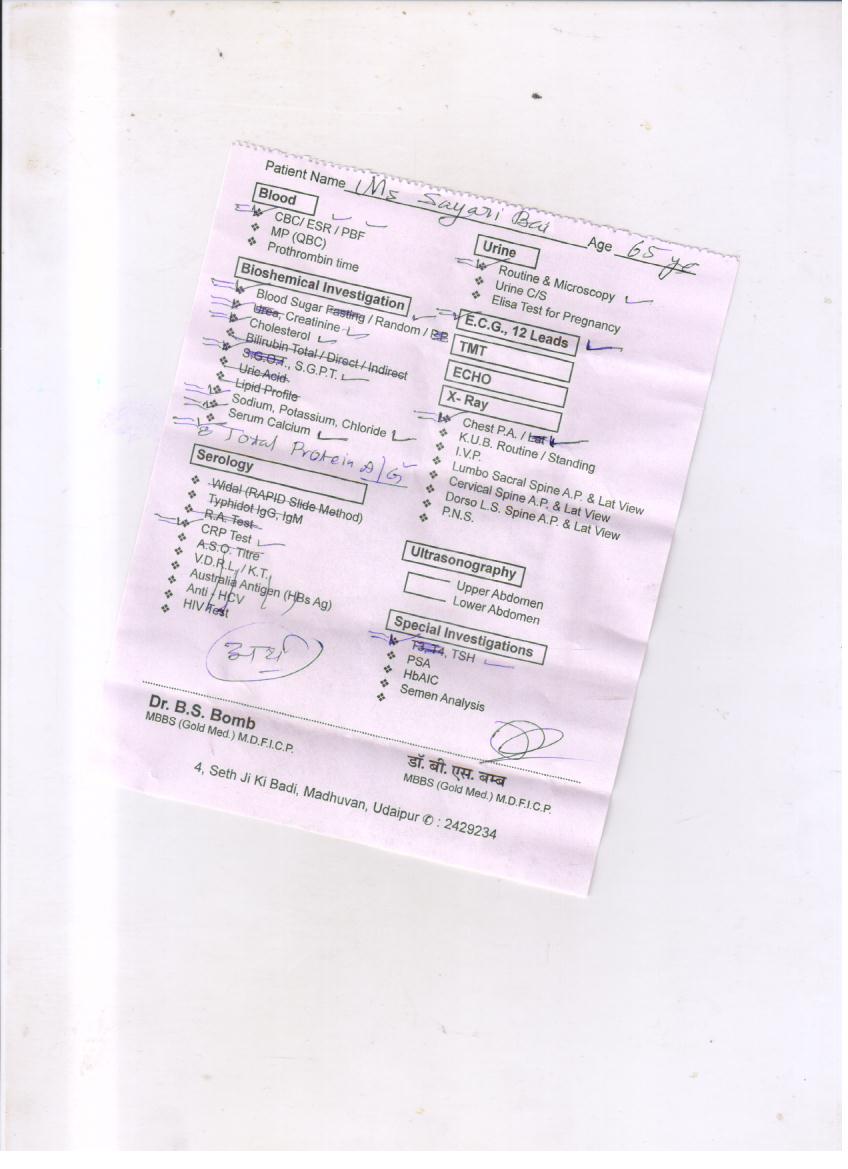 Patient Name Ms Sayari Bai
Age 65 yr
Blood
CBC/ ESR / PBF
MP (QBC)
Prothrombin time
Bioshemical Investigation
Blood Sugar Fasting / Random /
Urea, Creatinine
Cholesterol
Bilirubin Total / Direct / Indirect
S.G.O.T., S.G.P.T.
Uric Acid
Lipid Profile
Sodium, Potassium, Chloride
Serum Calcium
Total Protein A/G
Serology
Widal (RAPID Slide Method)
Typhidot IgG, IgM
R.A. Test
CRP Test
A.S.O. Titre
V.D.R.L. / K.T.
Australia Antigen (HBs Ag)
Anti - HCV
HIV Test
Urine
Routine & Microscopy
Urine C/S
Elisa Test for Pregnancy
E.C.G., 12 Leads
TMT
ECHO
X- Ray
Chest P.A. / Lat
K.U.B. Routine / Standing
I.V.P.
Lumbo Sacral Spine A.P. & Lat View
Cervical Spine A.P. & Lat View
Dorso L.S. Spine A.P. & Lat View
P.N.S.
Ultrasonography
Upper Abdomen
Lower Abdomen
Special Investigations
T3, T4, TSH
PSA
HbAIC
Semen Analysis
Dr. B.S. Bomb
MBBS (Gold Med.) M.D.F.I.C.P.
डॉ. बी. एस. बम्ब
MBBS (Gold Med.) M.D.F.I.C.P.
4, Seth Ji Ki Badi, Madhuvan, Udaipur ✆ : 2429234